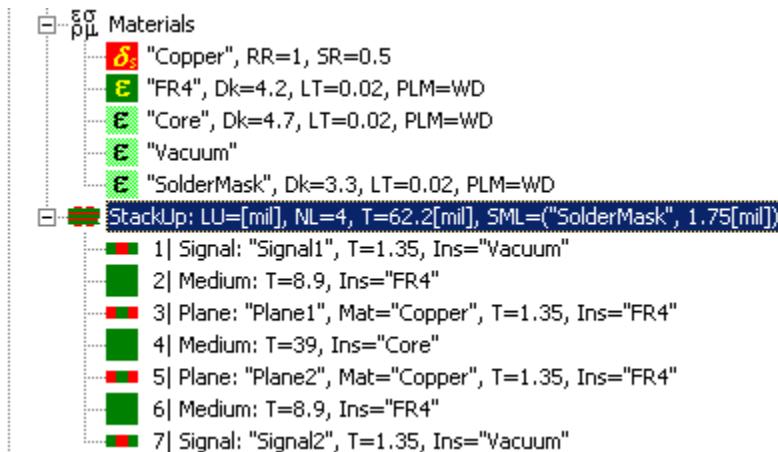 εσ
ρμ Materials
δs "Copper", RR=1, SR=0.5
ε "FR4", Dk=4.2, LT=0.02, PLM=WD
ε "Core", Dk=4.7, LT=0.02, PLM=WD
ε "Vacuum"
ε "SolderMask", Dk=3.3, LT=0.02, PLM=WD
StackUp: LU=[mil], NL=4, T=62.2[mil], SML=("SolderMask", 1.75[mil])
1| Signal: "Signal1", T=1.35, Ins="Vacuum"
2| Medium: T=8.9, Ins="FR4"
3| Plane: "Plane1", Mat="Copper", T=1.35, Ins="FR4"
4| Medium: T=39, Ins="Core"
5| Plane: "Plane2", Mat="Copper", T=1.35, Ins="FR4"
6| Medium: T=8.9, Ins="FR4"
7| Signal: "Signal2", T=1.35, Ins="Vacuum"